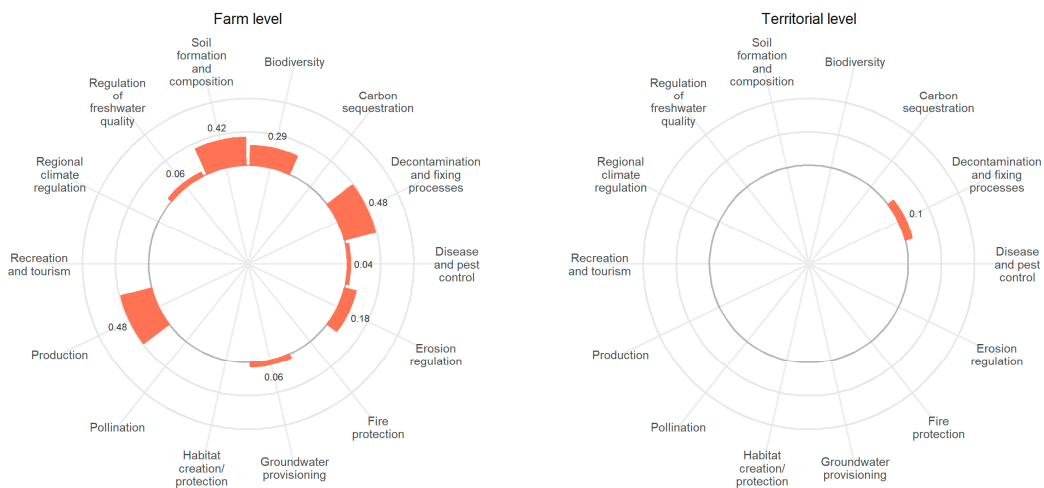 Farm level
Soil
formation
and
composition
Biodiversity
Carbon
sequestration
Decontamination
and fixing
processes
Disease
and pest
control
Erosion
regulation
Fire
protection
Groundwater
provisioning
Habitat
creation/
protection
Pollination
Production
Recreation
and tourism
Regional
climate
regulation
Regulation
of
freshwater
quality
0.42
0.29
0.48
0.04
0.18
0.06
0.48
0.06
Territorial level
Soil
formation
and
composition
Biodiversity
Carbon
sequestration
Decontamination
and fixing
processes
Disease
and pest
control
Erosion
regulation
Fire
protection
Groundwater
provisioning
Habitat
creation/
protection
Pollination
Production
Recreation
and tourism
Regional
climate
regulation
Regulation
of
freshwater
quality
0.1